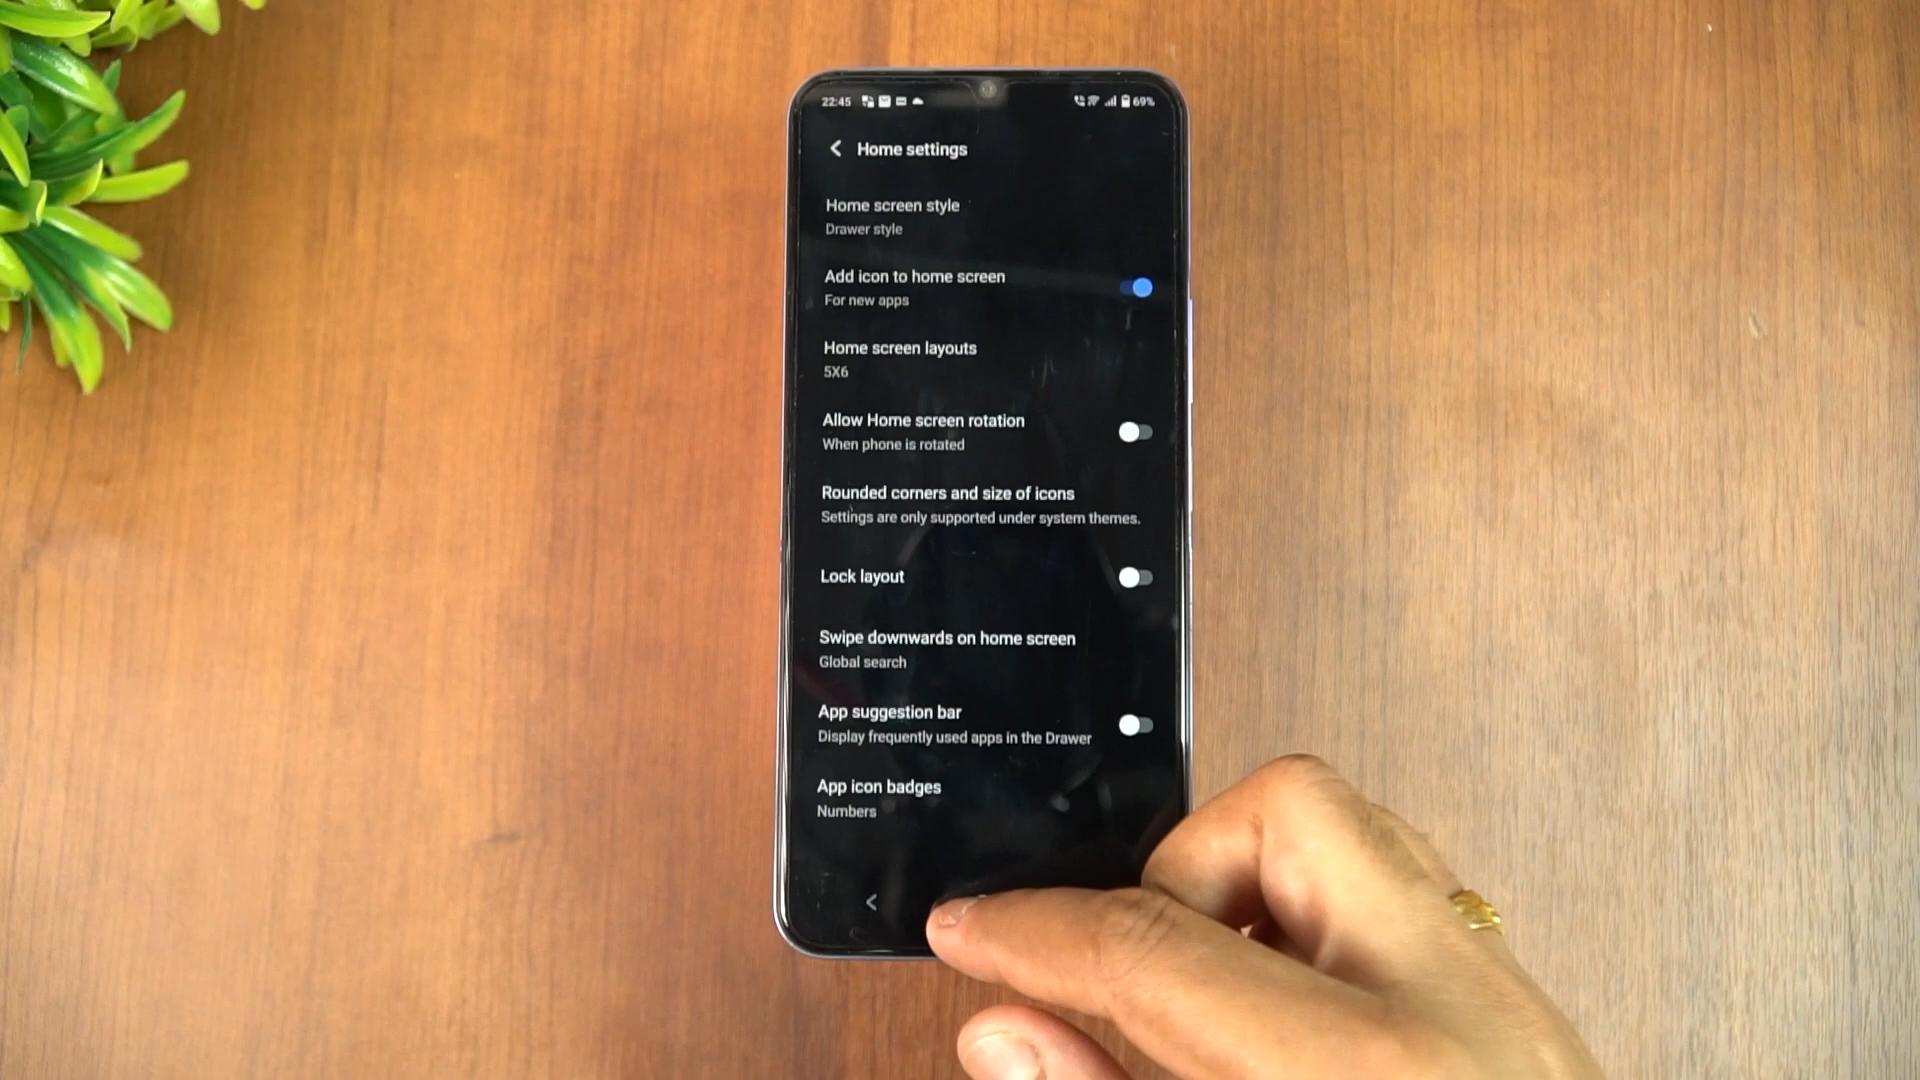 22:45 69%
Home settings
Home screen style
Drawer style
Add icon to home screen
For new apps
Home screen layouts
5X6
Allow Home screen rotation
When phone is rotated
Rounded corners and size of icons
Settings are only supported under system themes.
Lock layout
Swipe downwards on home screen
Global search
App suggestion bar
Display frequently used apps in the Drawer
App icon badges
Numbers